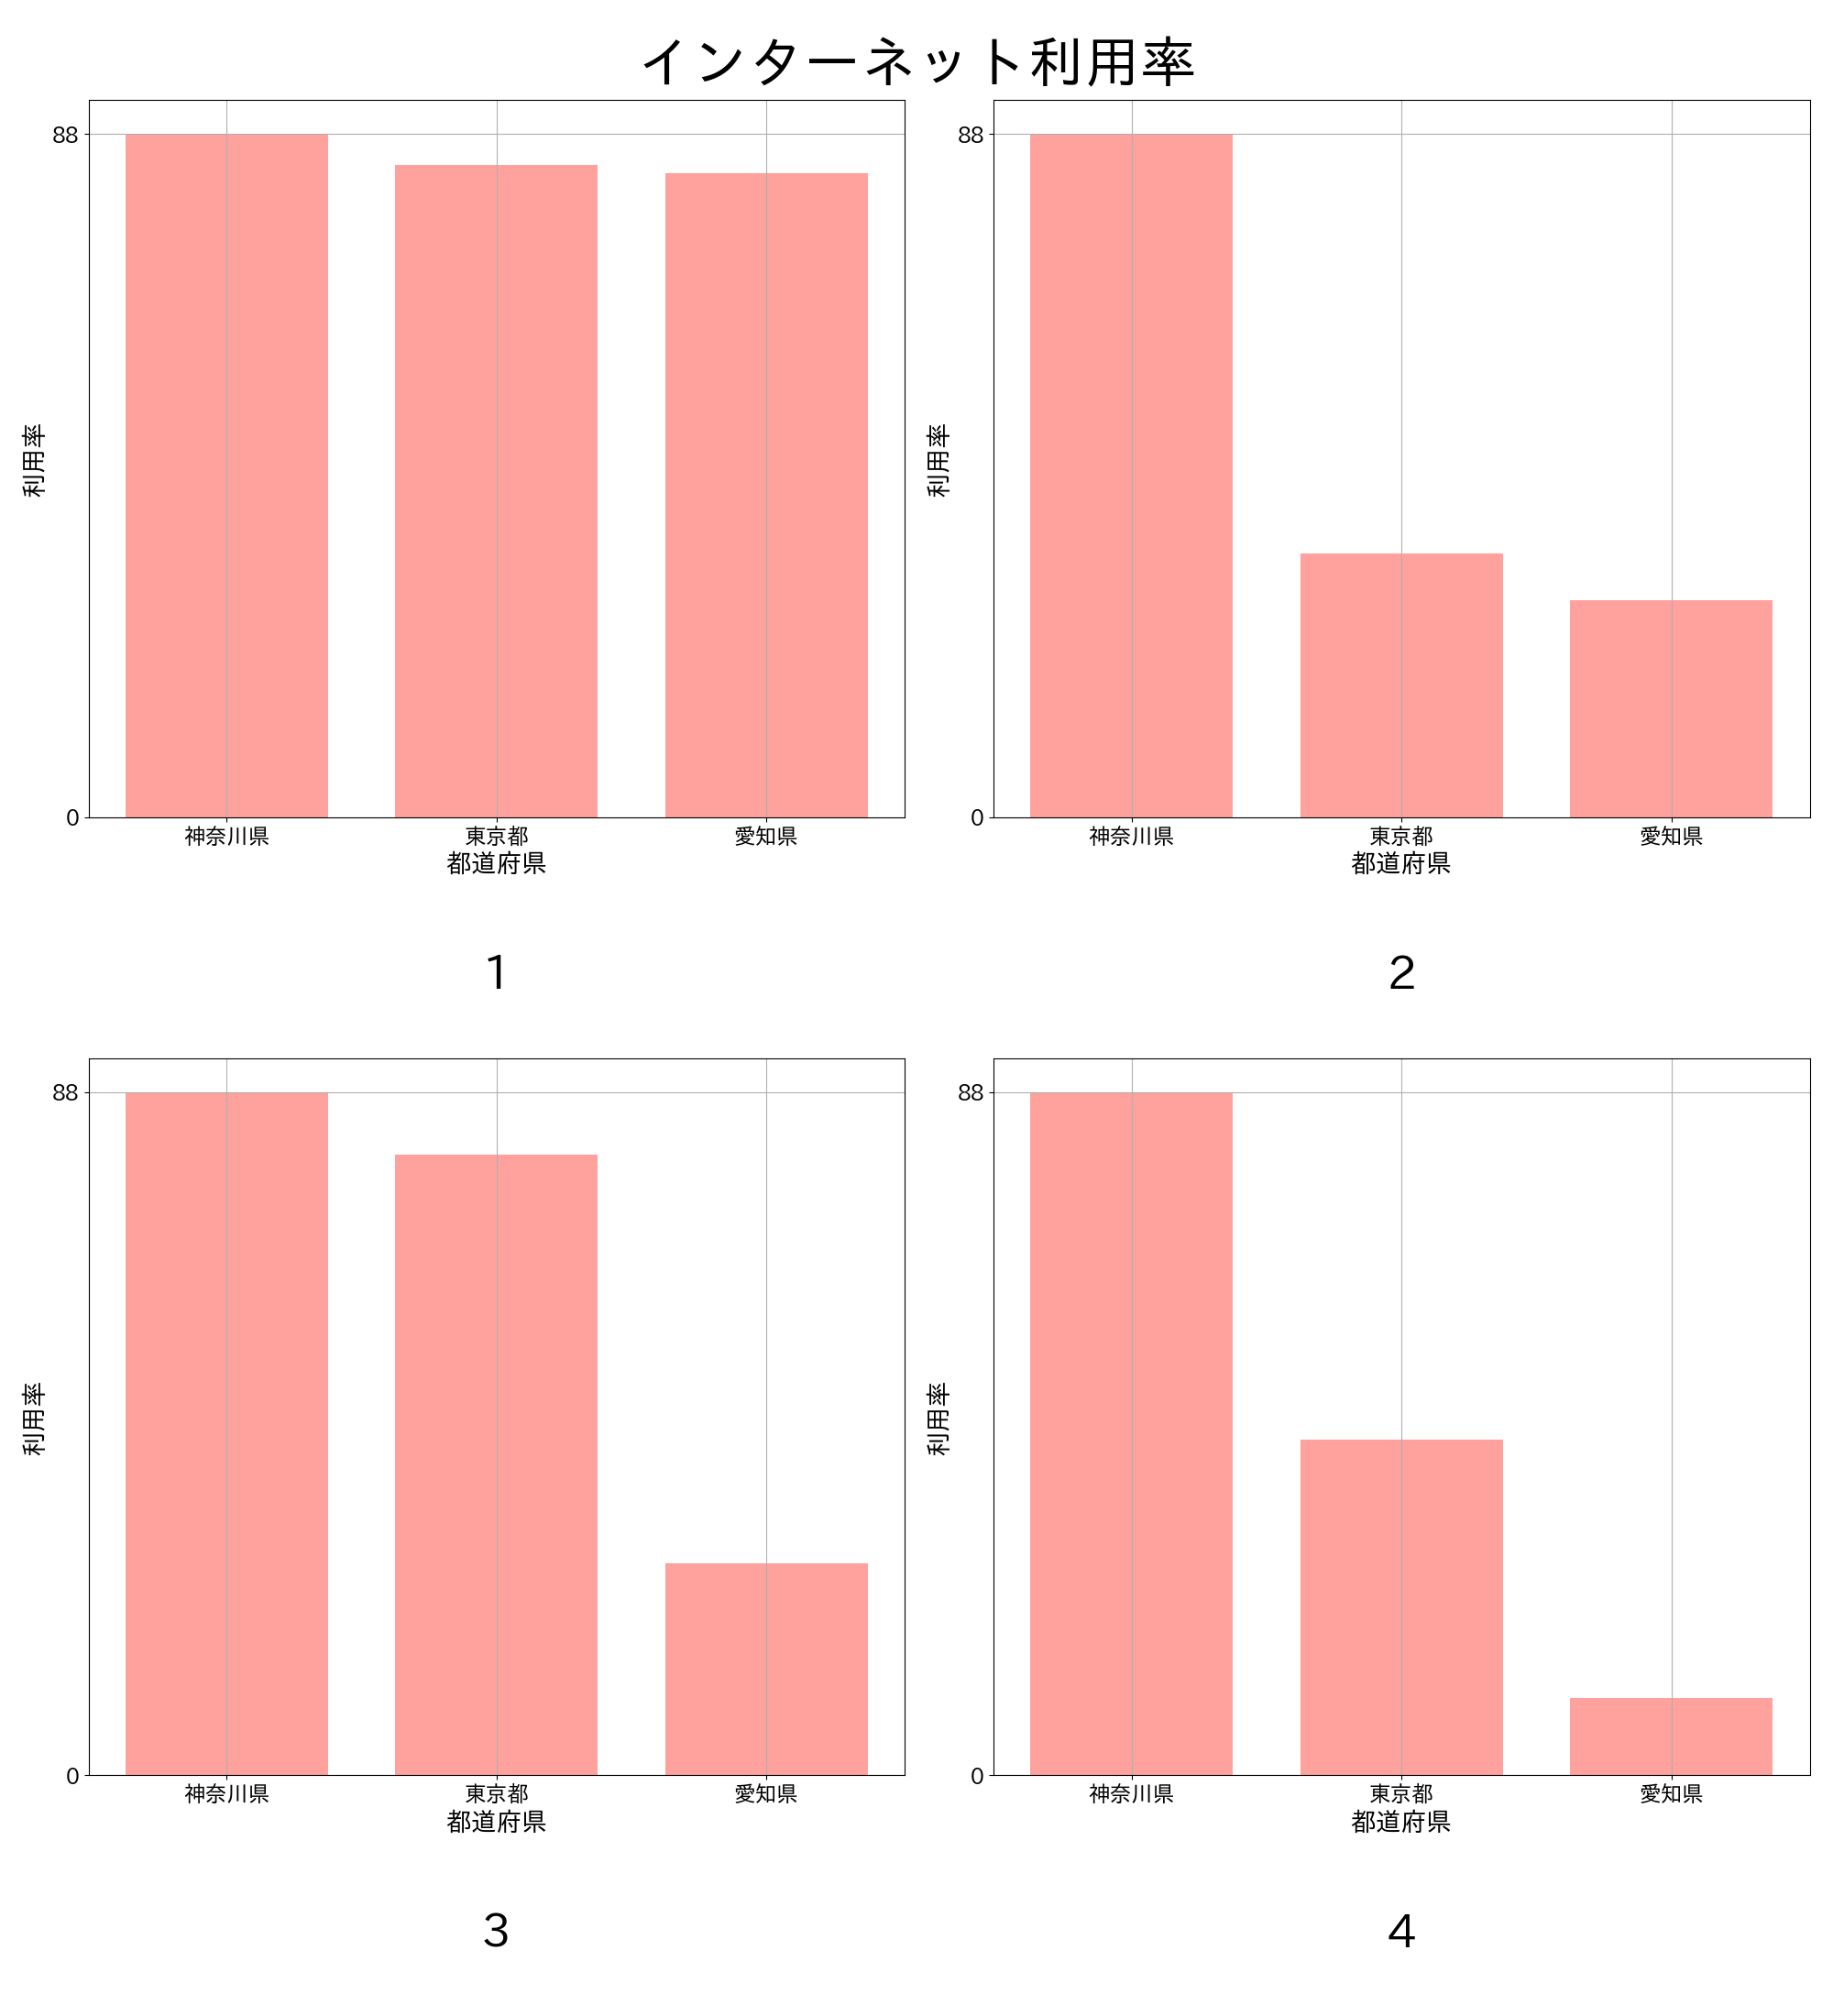 インターネット利用率
88
0
利用率
神奈川県 東京都 愛知県
都道府県
1
88
0
利用率
神奈川県 東京都 愛知県
都道府県
2
88
0
利用率
神奈川県 東京都 愛知県
都道府県
3
88
0
利用率
神奈川県 東京都 愛知県
都道府県
4